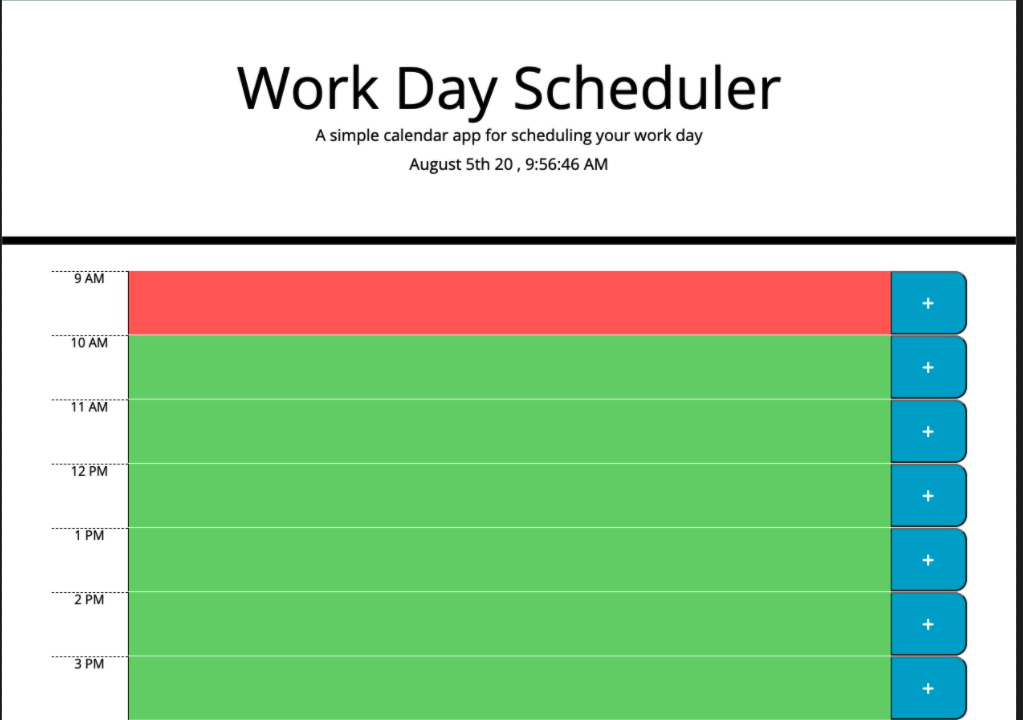 Work Day Scheduler
A simple calendar app for scheduling your work day
August 5th 20 , 9:56:46 AM
9 AM
+
10 AM
+
11 AM
+
12 PM
+
1 PM
+
2 PM
+
3 PM
+